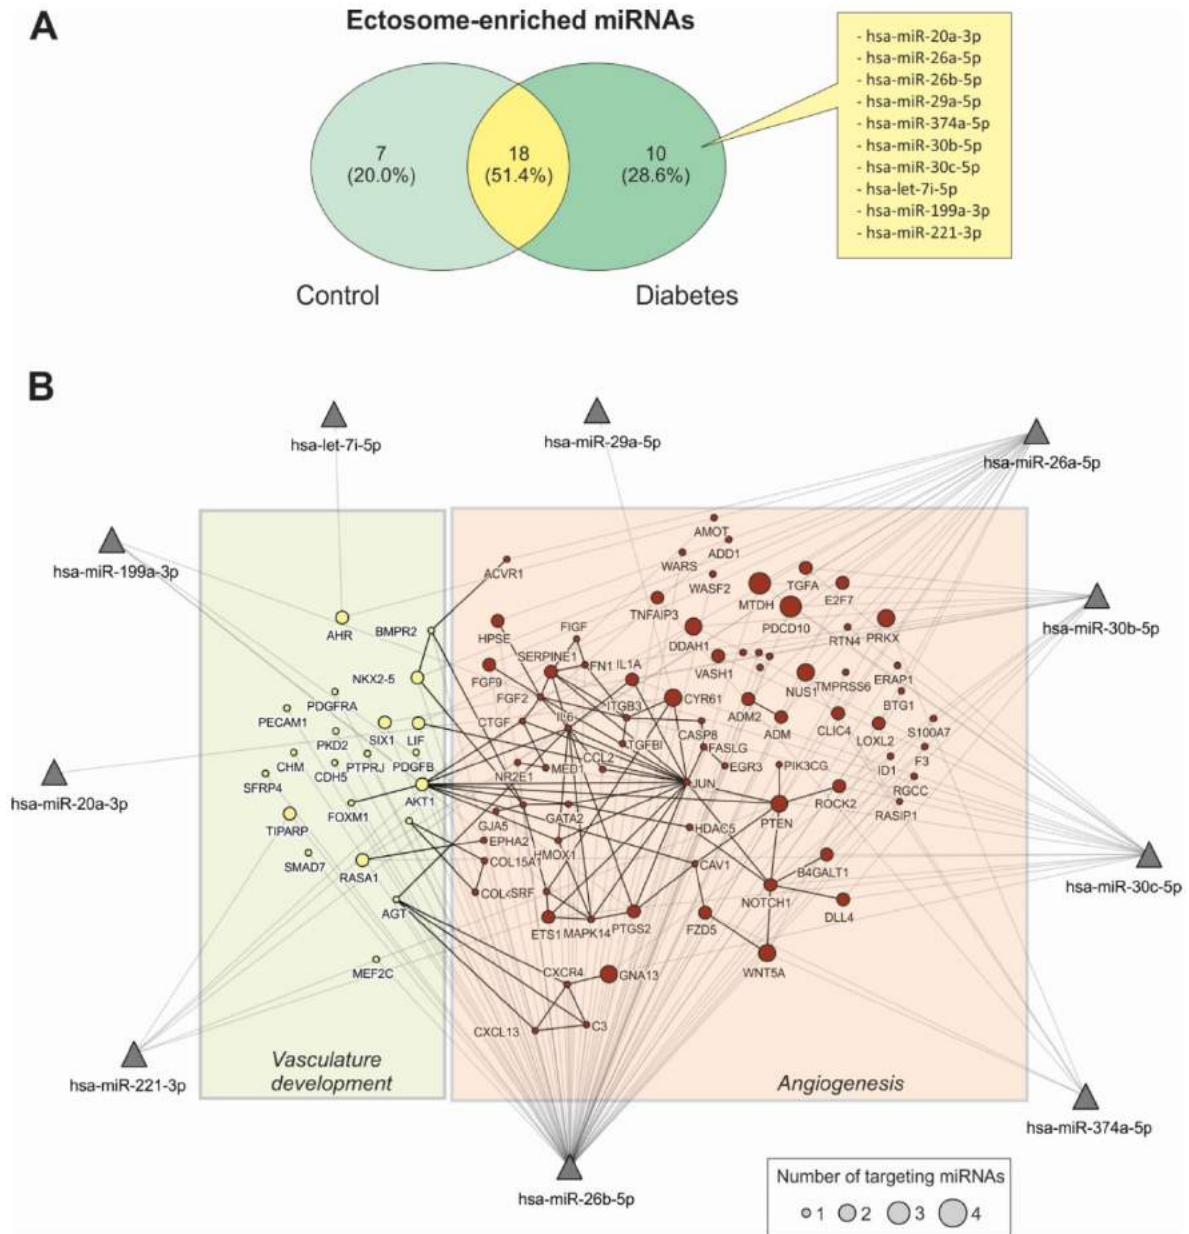 A
Ectosome-enriched miRNAs
7
(20.0%)
18
(51.4%)
10
(28.6%)
Control
Diabetes
- hsa-miR-20a-3p
- hsa-miR-26a-5p
- hsa-miR-26b-5p
- hsa-miR-29a-5p
- hsa-miR-374a-5p
- hsa-miR-30b-5p
- hsa-miR-30c-5p
- hsa-let-7i-5p
- hsa-miR-199a-3p
- hsa-miR-221-3p
B
hsa-let-7i-5p
hsa-miR-29a-5p
hsa-miR-26a-5p
hsa-miR-199a-3p
hsa-miR-30b-5p
hsa-miR-20a-3p
hsa-miR-30c-5p
hsa-miR-221-3p
hsa-miR-374a-5p
hsa-miR-26b-5p
AHR
BMPR2
NKX2-5
PDGFRA
PECAM1
SIX1
LIF
PKD2
PTPRJ
PDGFB
CHM
CDH5
SFRP4
AKT1
TIPARP
FOXM1
SMAD7
RASA1
AGT
MEF2C
Vasculature
development
AMOT
ADD1
WARS
WASF2
ACVR1
TNFAIP3
MTDH
TGFA
E2F7
PDCD10
RTN4
PRKX
HPSE
FIGF
DDAH1
SERPINE1
FN1
IL1A
VASH1
FGF9
FGF2
NUS1
TMPRSS6
ERAP1
BTG1
CYR61
ITGB3
CTGF
IL6
ADM2
ADM
CLIC4
LOXL2
S100A7
CASP8
TGFBI
FASLG
CCL2
EGR3
PIK3CG
ID1
F3
NR2E1
MED1
JUN
ROCK2
RGCC
RASIP1
GATA2
GJA5
PTEN
HDAC5
EPHA2
HMOX1
COL15A1
CAV1
B4GALT1
COL4
SRF
NOTCH1
DLL4
ETS1
MAPK14
PTGS2
FZD5
WNT5A
CXCR4
GNA13
CXCL13
C3
Angiogenesis
Number of targeting miRNAs
1 2 3 4